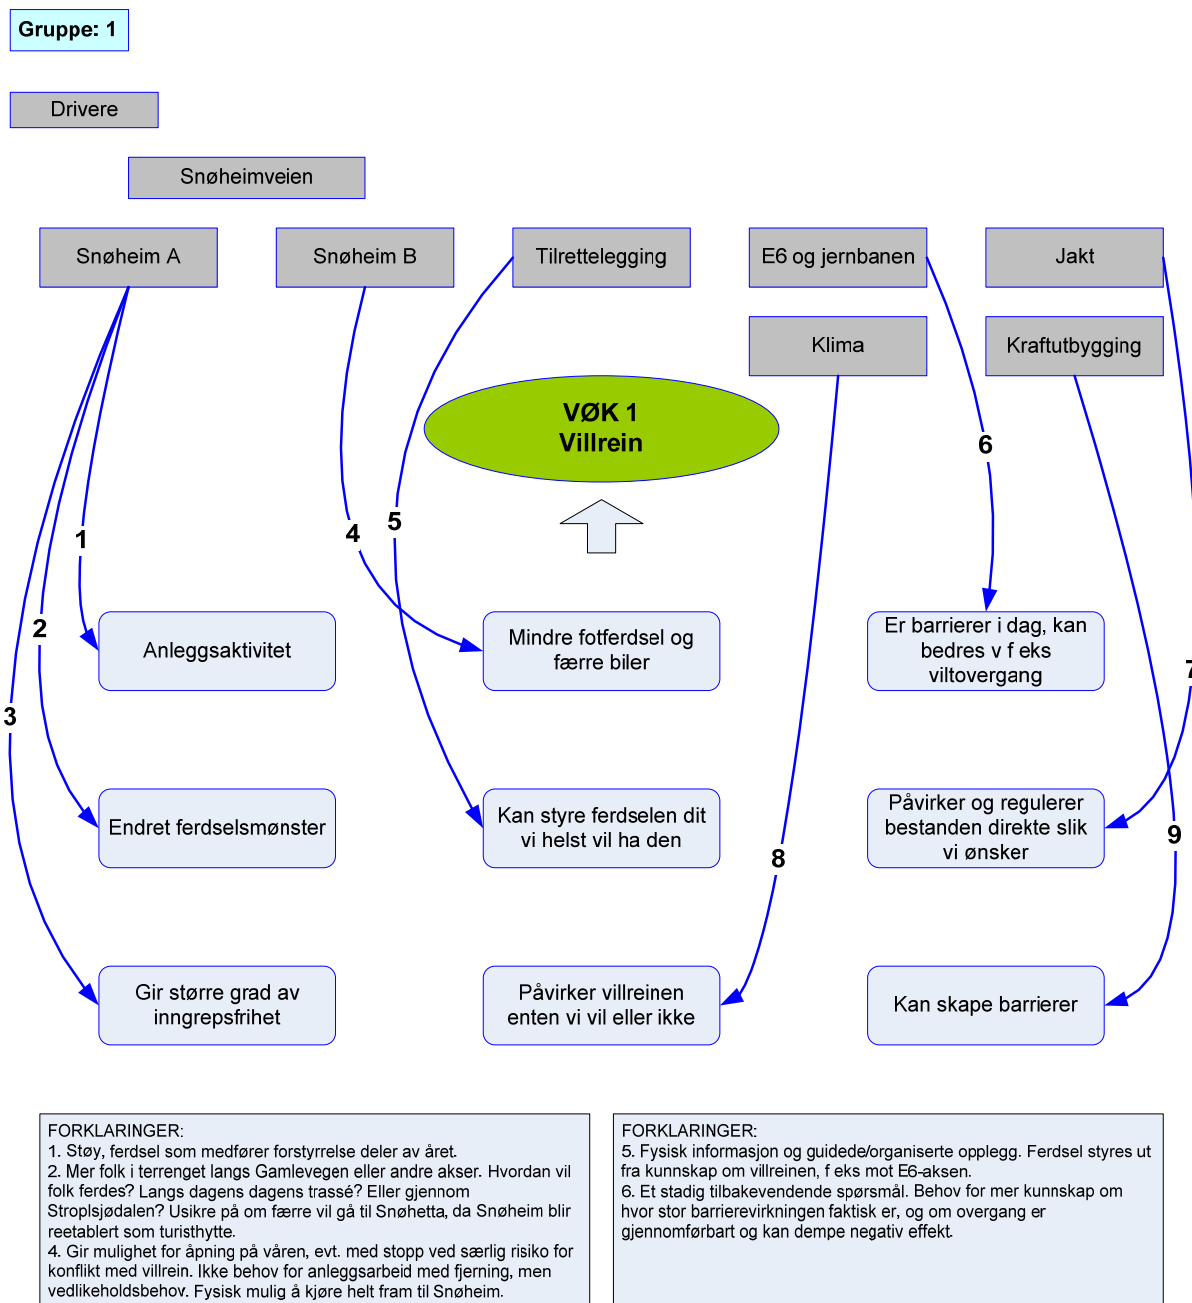 Gruppe: 1
Drivere
Snøheimveien
Snøheim A
Snøheim B
Tilrettelegging
E6 og jernbanen
Jakt
Klima
Kraftutbygging
VØK 1
Villrein
6
5
4
1
2
3
7
8
9
Anleggsaktivitet
Mindre fotferdsel og
færre biler
Er barrierer i dag, kan
bedres v f eks
viltovergang
Endret ferdselsmønster
Kan styre ferdselen dit
vi helst vil ha den
Påvirker og regulerer
bestanden direkte slik
vi ønsker
Gir større grad av
inngrepsfrihet
Påvirker villreinen
enten vi vil eller ikke
Kan skape barrierer
FORKLARINGER:
1. Støy, ferdsel som medfører forstyrrelse deler av året.
2. Mer folk i terrenget langs Gamlevegen eller andre akser. Hvordan vil
folk ferdes? Langs dagens dagens trassé? Eller gjennom
Stroplsjødalen? Usikre på om færre vil gå til Snøhetta, da Snøheim blir
reetablert som turisthytte.
4. Gir mulighet for åpning på våren, evt. med stopp ved særlig risiko for
konflikt med villrein. Ikke behov for anleggsarbeid med fjerning, men
vedlikeholdsbehov. Fysisk mulig å kjøre helt fram til Snøheim.
FORKLARINGER:
5. Fysisk informasjon og guidede/organiserte opplegg. Ferdsel styres ut
fra kunnskap om villreinen, f eks mot E6-aksen.
6. Et stadig tilbakevendende spørsmål. Behov for mer kunnskap om
hvor stor barrierevirkningen faktisk er, og om overgang er
gjennomførbart og kan dempe negativ effekt.